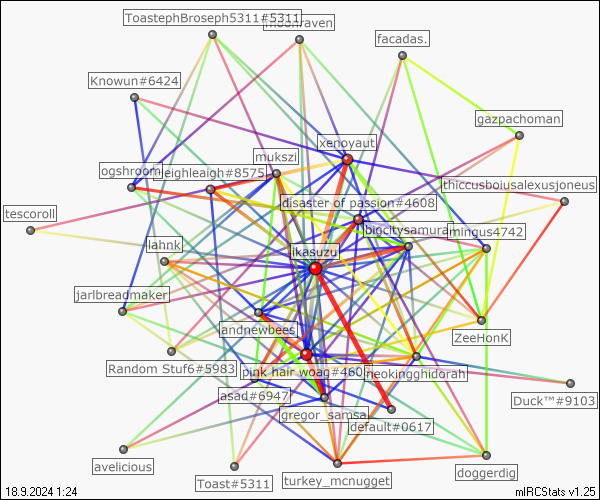 ToastephBroseph5311#5311
moonraven
facadas.
Knowun#6424
gazpachoman
xenoyaut
mukszi
ogshroom
leighleaigh#8575
thiccusboiusalexusjoneus
disaster of passion#4608
tescoroll
bigcitysamurai
mingus4742
lahnk
ikasuzu
jarlbreadmaker
andnewbees
ZeeHonK
Random Stuf6#5983
pink hair woag#460
neokingghidorah
asad#6947
Duck™#9103
gregor_samsa
default#0617
avelicious
Toast#5311
turkey_mcnugget
doggerdig
18.9.2024 1:24
mIRCStats v1.25